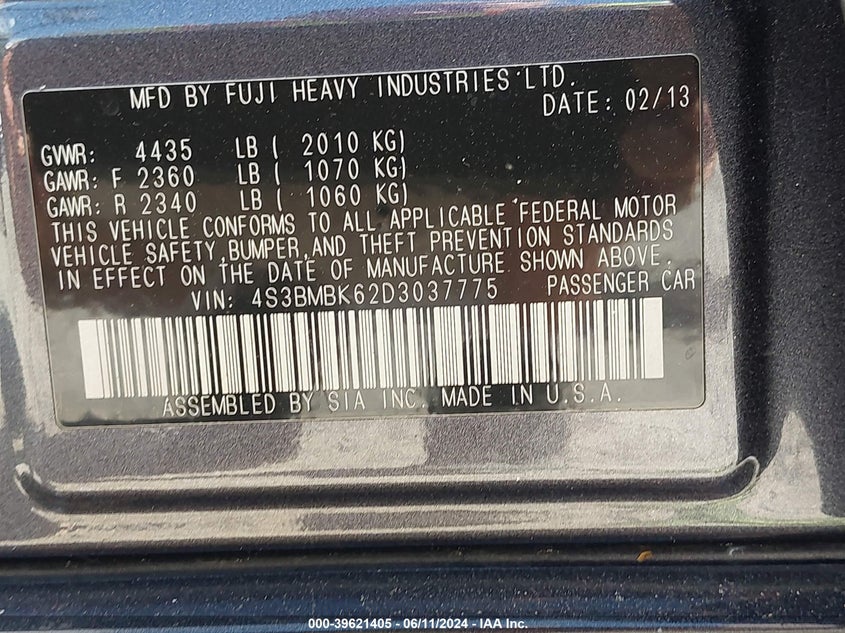 MFD BY FUJI HEAVY INDUSTRIES LTD.
DATE: 02/13
GVWR: 4435 LB ( 2010 KG)
GAWR: F 2360 LB ( 1070 KG)
GAWR: R 2340 LB ( 1060 KG)
THIS VEHICLE CONFORMS TO ALL APPLICABLE FEDERAL MOTOR
VEHICLE SAFETY, BUMPER, AND THEFT PREVENTION STANDARDS
IN EFFECT ON THE DATE OF MANUFACTURE SHOWN ABOVE.
VIN: 4S3BMBK62D3037775 PASSENGER CAR
ASSEMBLED BY SIA INC. MADE IN U.S.A.
000-39621405 - 06/11/2024 - IAA Inc.